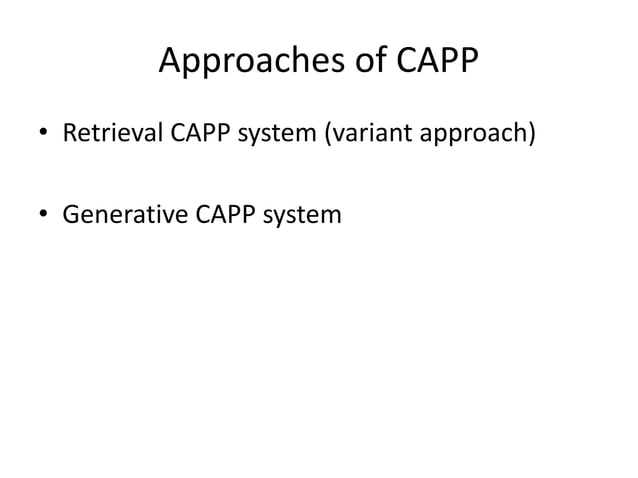 Approaches of CAPP
• Retrieval CAPP system (variant approach)
• Generative CAPP system